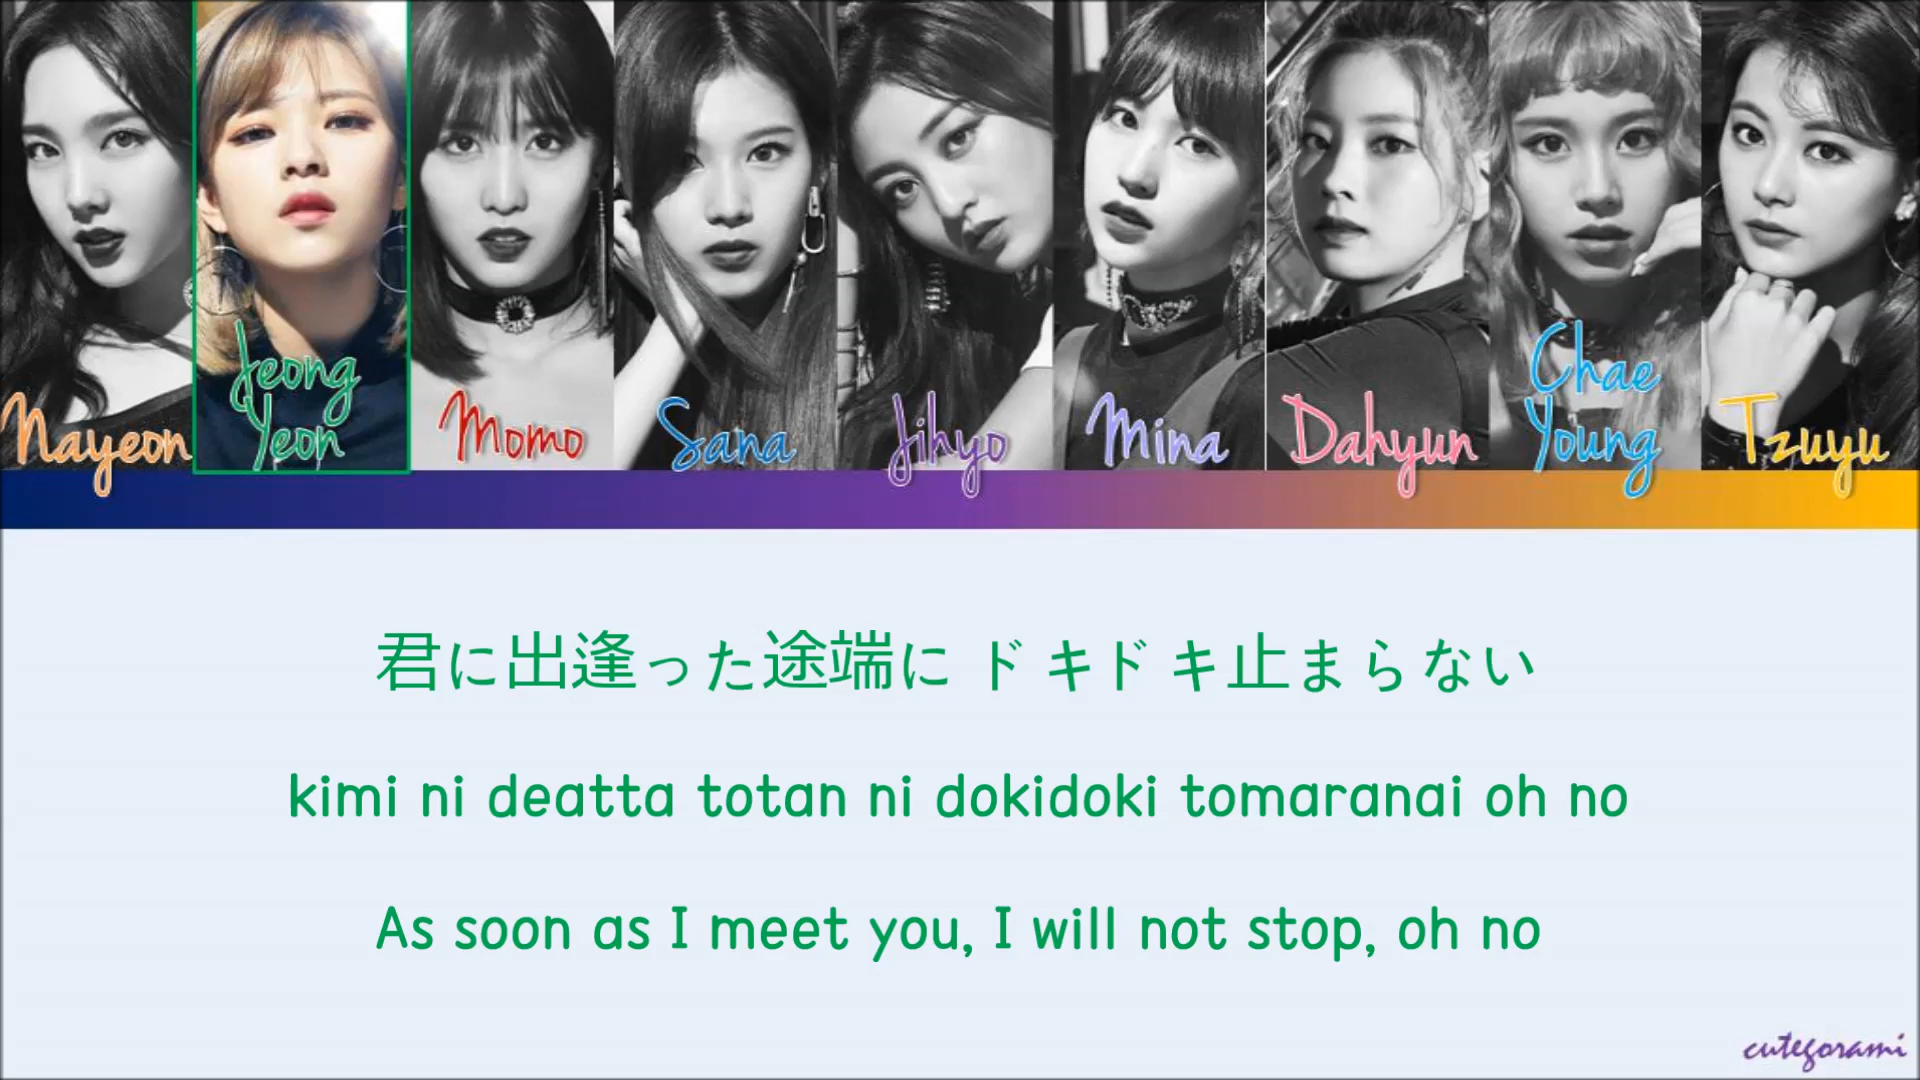 Nayeon
Jeong
Yeon
Momo
Sana
Jihyo
Mina
Dahyun
Chae
Young
Tzuyu
君に出逢った途端に ドキドキ止まらない
kimi ni deatta totan ni dokidoki tomaranai oh no
As soon as I meet you, I will not stop, oh no
cutegorami